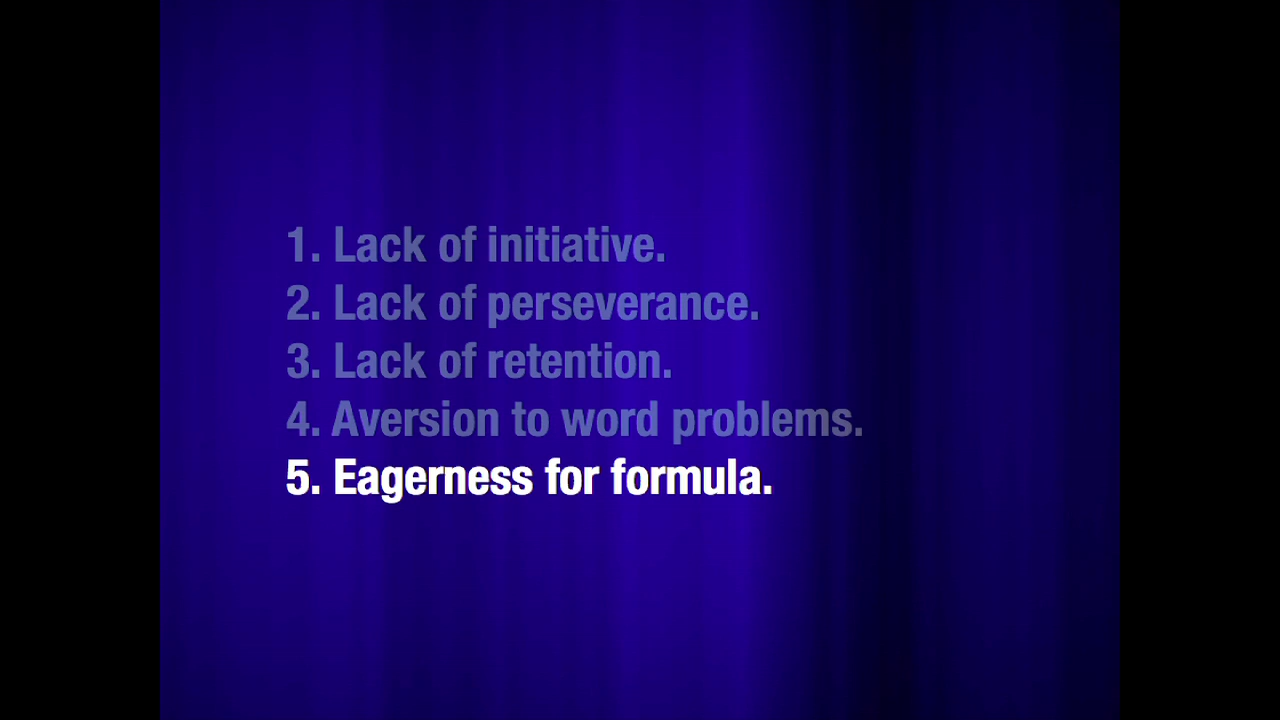 1. Lack of initiative.
2. Lack of perseverance.
3. Lack of retention.
4. Aversion to word problems.
5. Eagerness for formula.